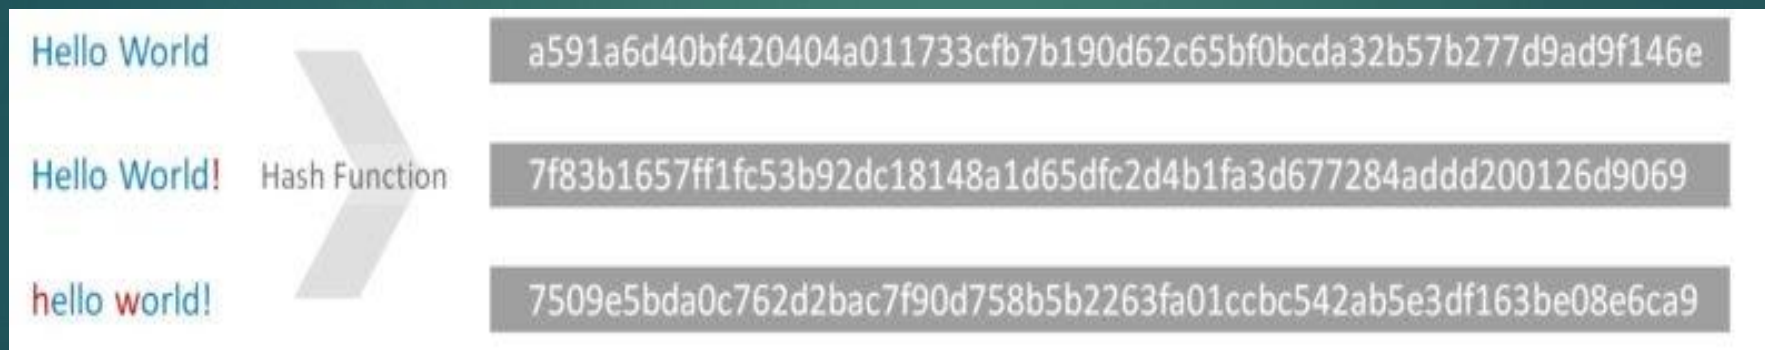 Hello World
a591a6d40bf420404a011733cfb7b190d62c65bf0bcda32b57b277d9ad9f146e
Hello World!
Hash Function
7f83b1657ff1fc53b92dc18148a1d65dfc2d4b1fa3d677284addd200126d9069
hello world!
7509e5bda0c762d2bac7f90d758b5b2263fa01ccbc542ab5e3df163be08e6ca9